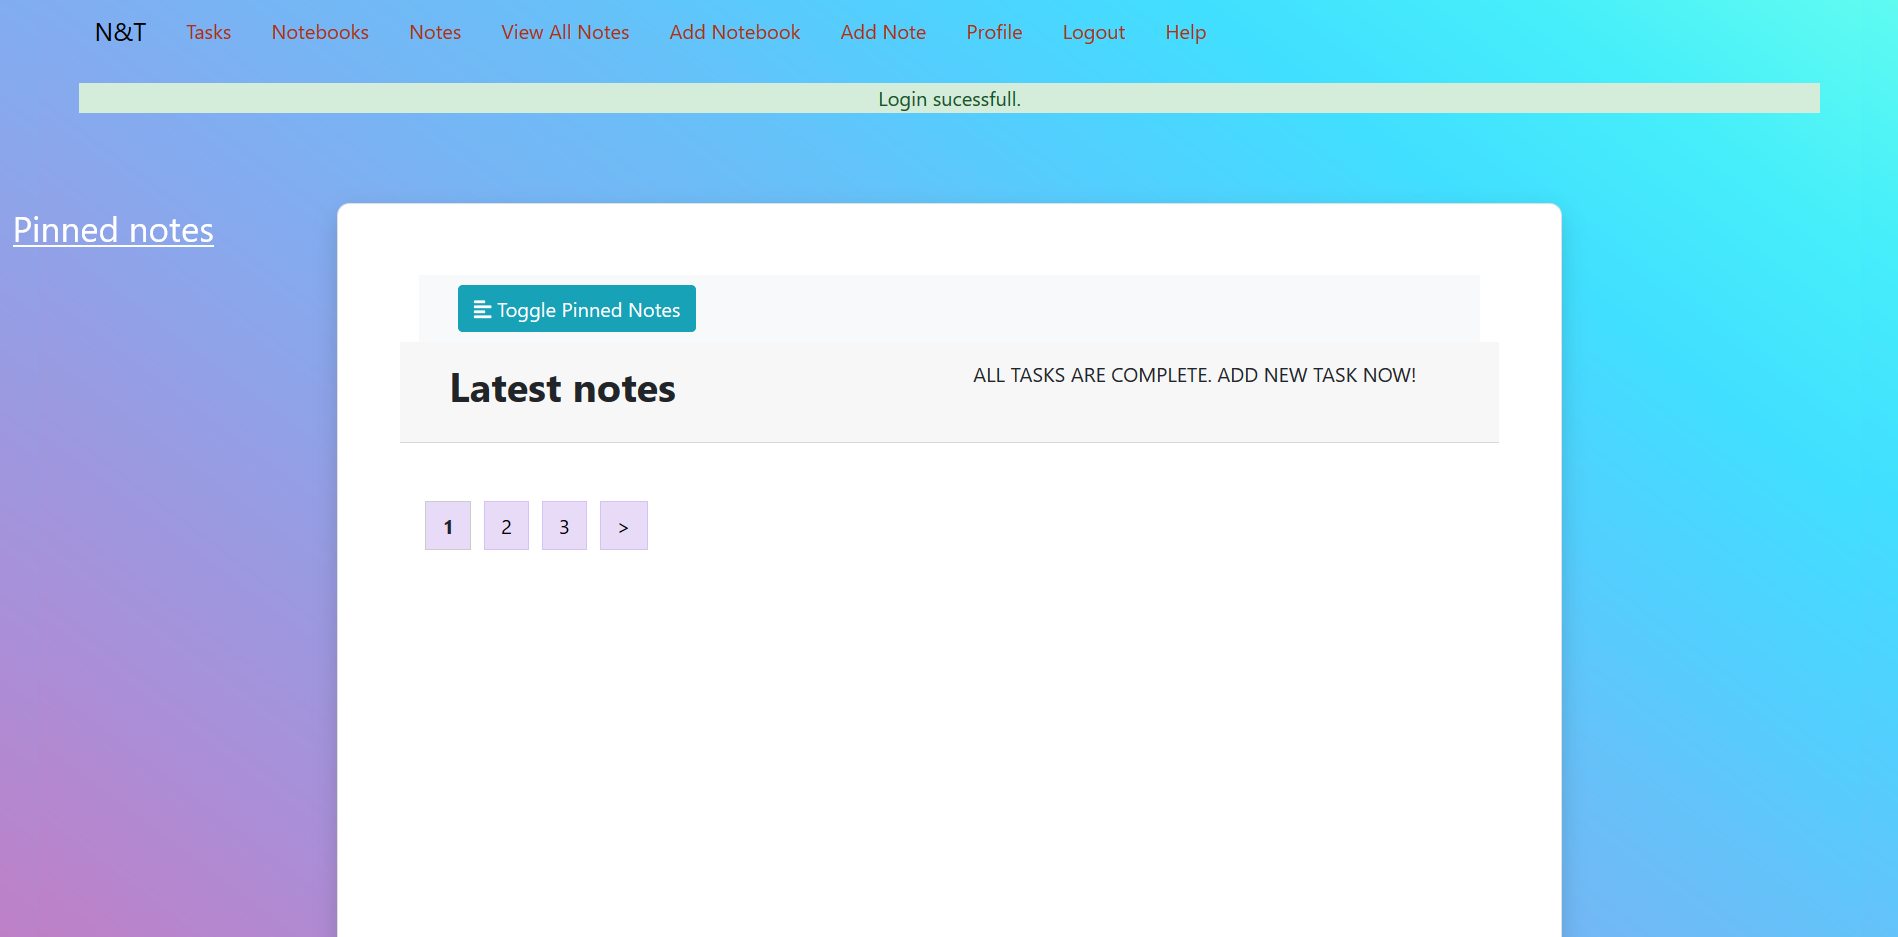 N&T Tasks Notebooks Notes View All Notes Add Notebook Add Note Profile Logout Help
Login sucessfull.
Pinned notes
Toggle Pinned Notes
Latest notes
ALL TASKS ARE COMPLETE. ADD NEW TASK NOW!
1 2 3 >